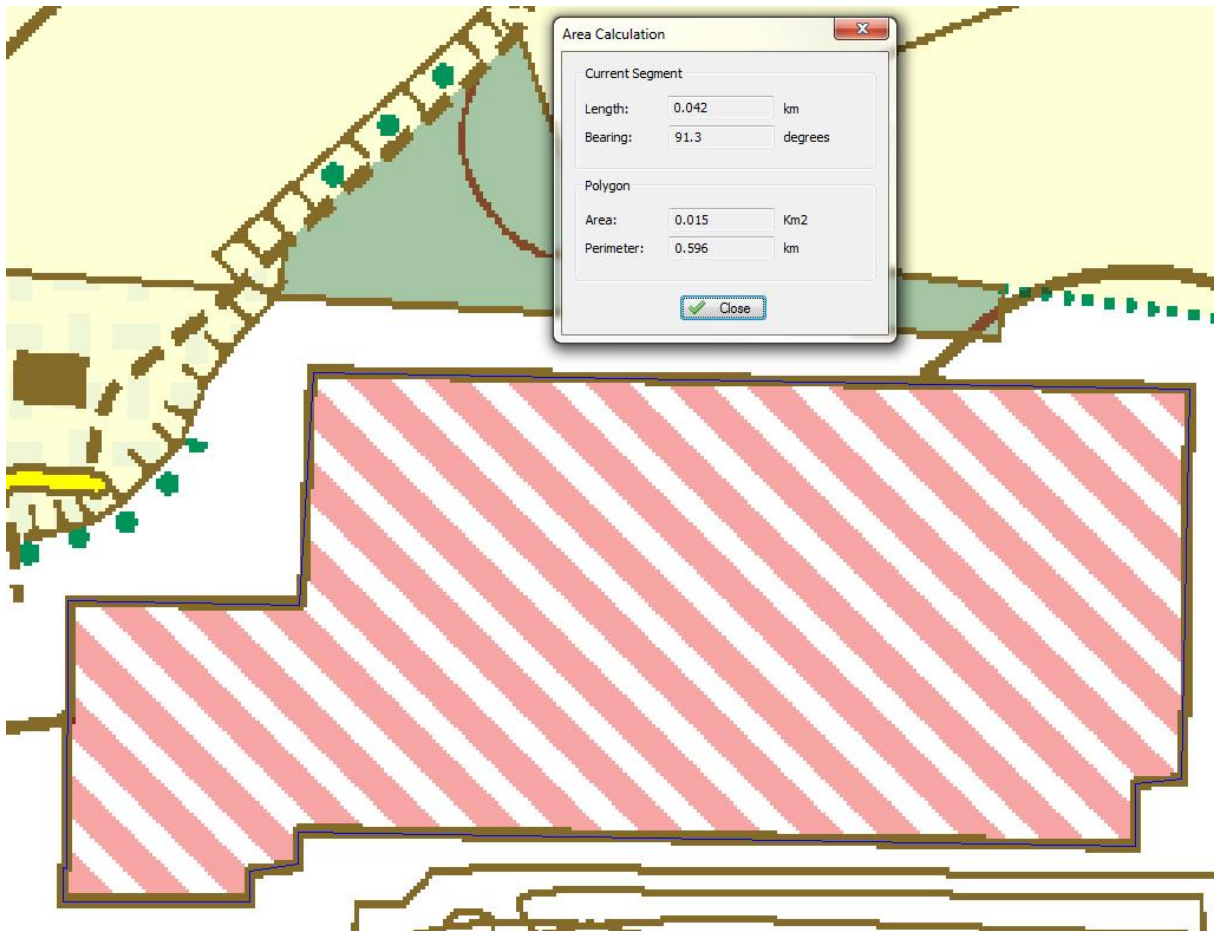 Area Calculation
Current Segment
Length: 0.042 km
Bearing: 91.3 degrees
Polygon
Area: 0.015 Km2
Perimeter: 0.596 km
Close